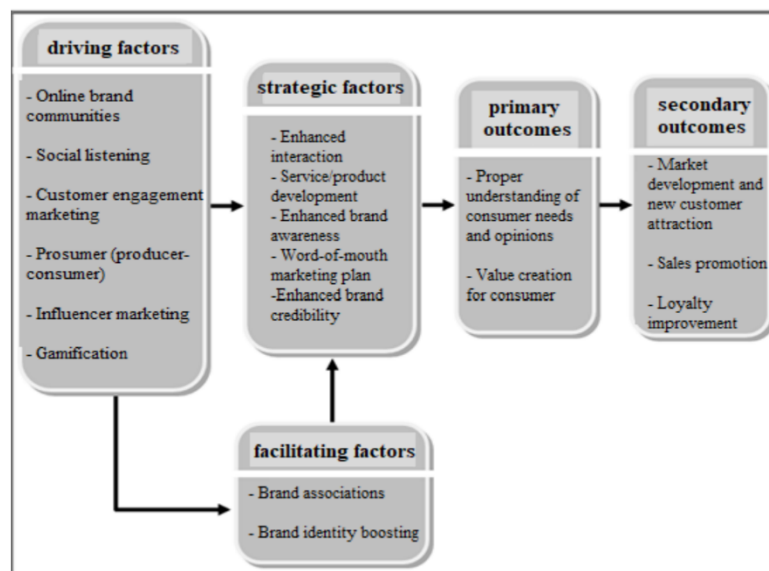 driving factors
- Online brand
communities
- Social listening
- Customer engagement
marketing
- Prosumer (producer-
consumer)
- Influencer marketing
- Gamification
strategic factors
- Enhanced
interaction
- Service/product
development
- Enhanced brand
awareness
- Word-of-mouth
marketing plan
-Enhanced brand
credibility
primary
outcomes
- Proper
understanding of
consumer needs
and opinions
- Value creation
for consumer
secondary
outcomes
- Market
development and
new customer
attraction
- Sales promotion
- Loyalty
improvement
facilitating factors
- Brand associations
- Brand identity boosting